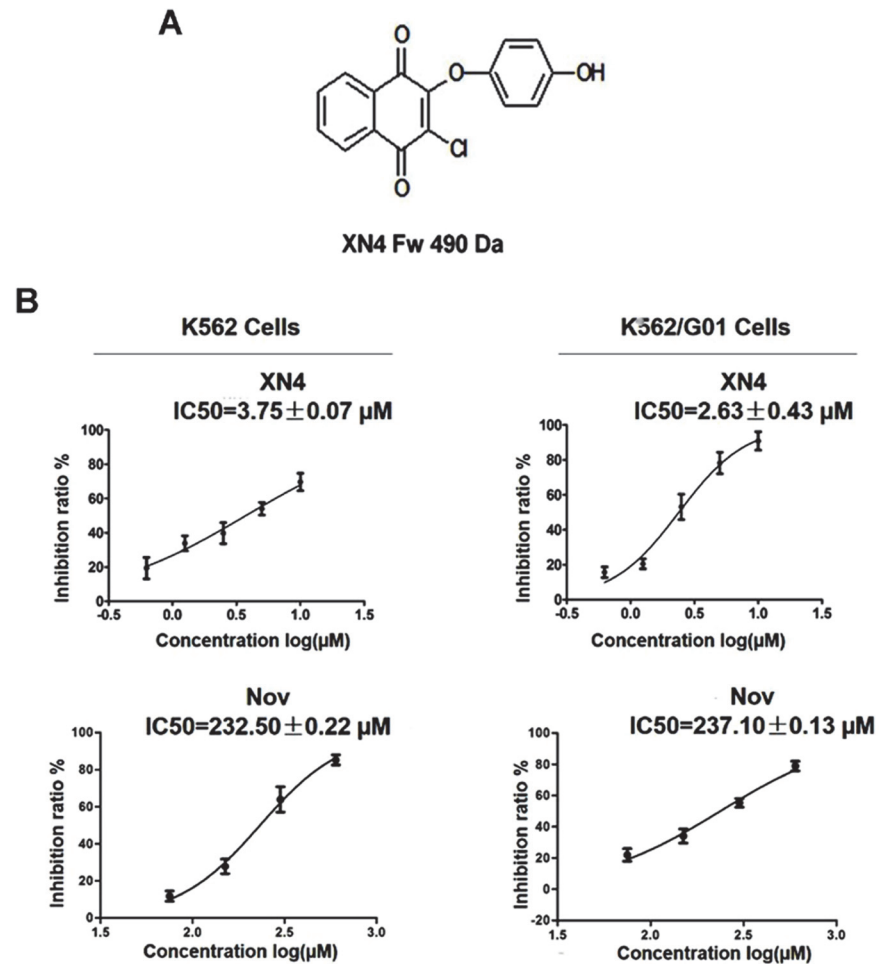 A
O
O
OH
Cl
O
XN4 Fw 490 Da
B
K562 Cells
K562/G01 Cells
XN4
IC50=3.75±0.07 µM
100
80
60
40
20
0
-0.5
0.0
0.5
1.0
1.5
Inhibition ratio %
Concentration log(µM)
XN4
IC50=2.63±0.43 µM
100
80
60
40
20
0
-0.5
0.0
0.5
1.0
1.5
Inhibition ratio %
Concentration log(µM)
Nov
IC50=232.50±0.22 µM
100
80
60
40
20
0
1.5
2.0
2.5
3.0
Inhibition ratio %
Concentration log(µM)
Nov
IC50=237.10±0.13 µM
100
80
60
40
20
0
-20
1.5
2.0
2.5
3.0
Inhibition ratio %
Concentration log(µM)